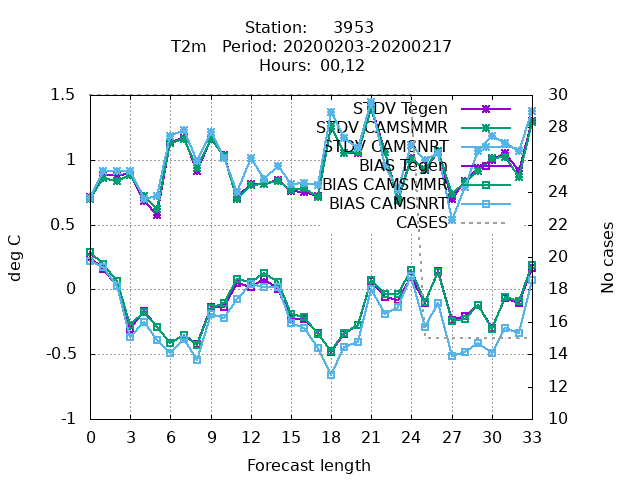 Station:     3953
T2m   Period: 20200203-20200217
Hours: 00,12
1.5
1
0.5
0
-0.5
-1
deg C
30
28
26
24
22
20
18
16
14
12
10
No cases
STDV Tegen
STDV CAMSMMR
STDV CAMSNRT
BIAS Tegen
BIAS CAMSMMR
BIAS CAMSNRT
CASES
0 3 6 9 12 15 18 21 24 27 30 33
Forecast length